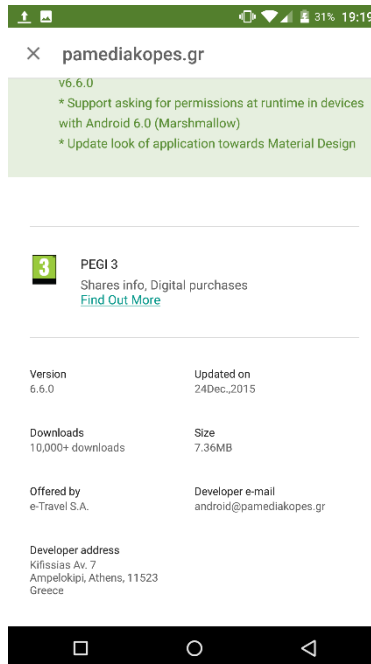 31% 19:19
pamediakopes.gr
v6.6.0
* Support asking for permissions at runtime in devices
with Android 6.0 (Marshmallow)
* Update look of application towards Material Design
3
PEGI 3
Shares info, Digital purchases
Find Out More
Version
6.6.0
Updated on
24Dec.,2015
Downloads
10,000+ downloads
Size
7.36MB
Offered by
e-Travel S.A.
Developer e-mail
android@pamediakopes.gr
Developer address
Kifissias Av. 7
Ampelokipi, Athens, 11523
Greece